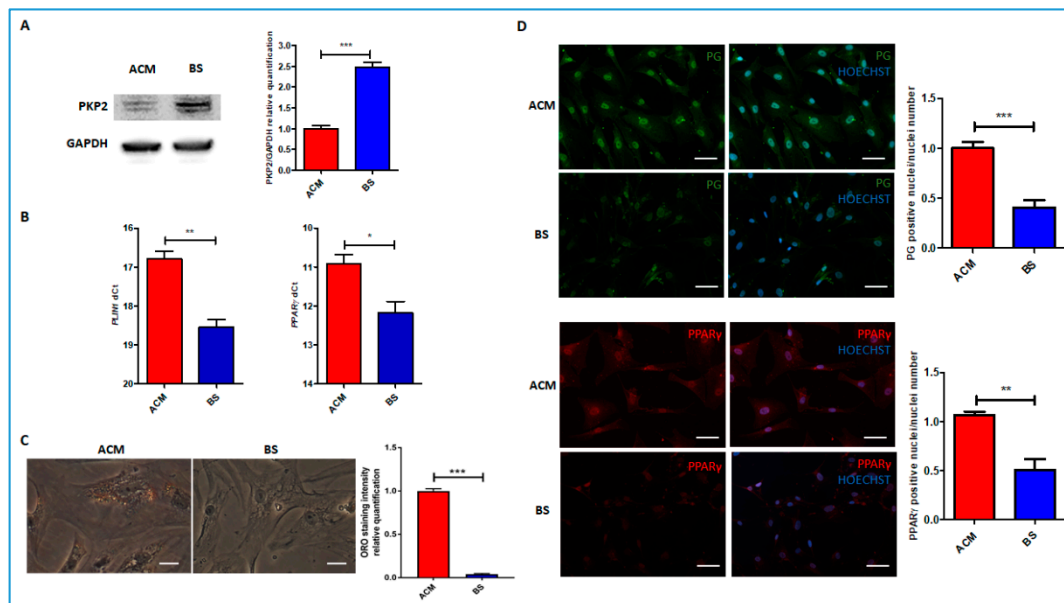 A
ACM
BS
PKP2
GAPDH
PKP2/GAPDH relative quantification
3.0
2.5
2.0
1.5
1.0
0.5
0.0
***
ACM
BS
B
PLIN1 dCt
16
17
18
19
20
**
ACM
BS
PPARγ dCt
10
11
12
13
14
*
ACM
BS
C
ACM
BS
ORO staining intensity
relative quantification
1.5
1.0
0.5
0.0
***
ACM
BS
D
ACM
PG
PG
HOECHST
BS
PG
PG
HOECHST
PG positive nuclei/nuclei number
1.5
1.0
0.5
0.0
***
ACM
BS
ACM
PPARγ
PPARγ
HOECHST
BS
PPARγ
PPARγ
HOECHST
PPARγ positive nuclei/nuclei number
1.5
1.0
0.5
0.0
**
ACM
BS